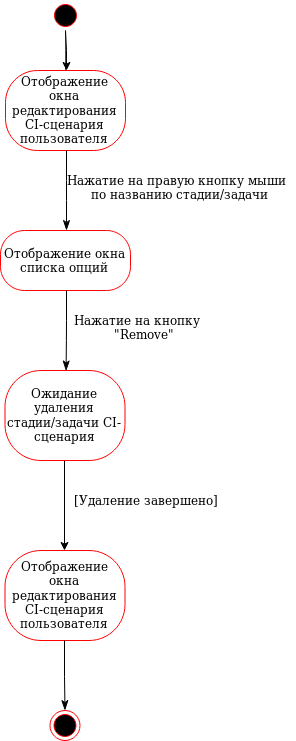 Отображение
окна
редактирования
CI-сценария
пользователя
Нажатие на правую кнопку мыши
по названию стадии/задачи
Отображение окна
списка опций
Нажатие на кнопку
"Remove"
Ожидание
удаления
стадии/задачи CI-
сценария
[Удаление завершено]
Отображение
окна
редактирования
CI-сценария
пользователя